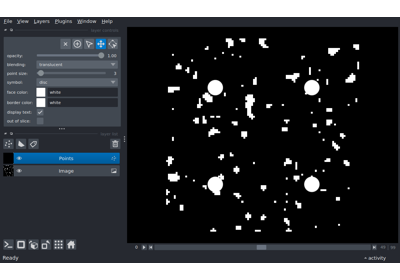 File View Layers Plugins Window Help
opacity: 1.00
blending: translucent
point size:
symbol: disc
face color: white
border color: white
display text:
out of slice:
Points
Image
0
Ready
activity